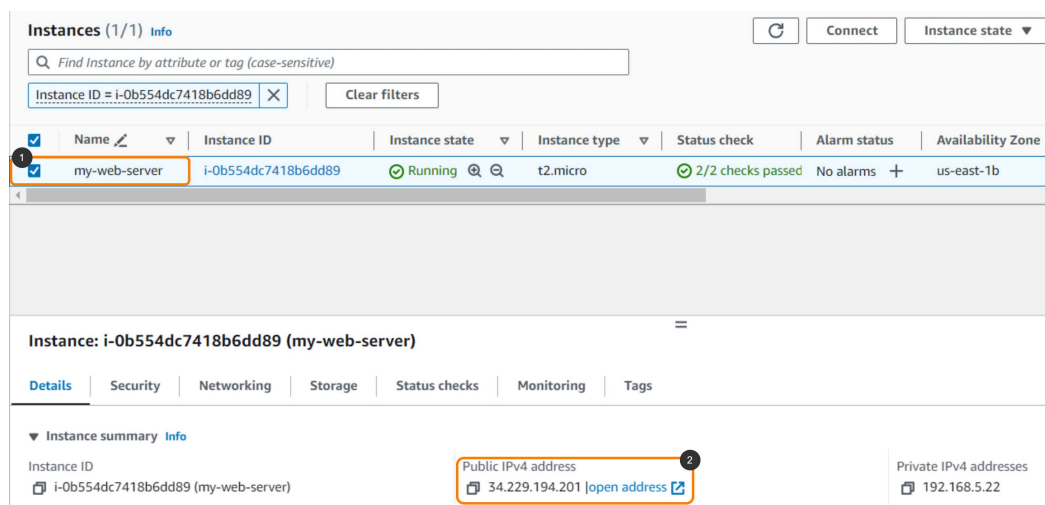 Instances (1/1) Info
Connect
Instance state
Find Instance by attribute or tag (case-sensitive)
Instance ID = i-0b554dc7418b6dd89
Clear filters
Name Instance ID Instance state Instance type Status check Alarm status Availability Zone
1
my-web-server i-0b554dc7418b6dd89 Running t2.micro 2/2 checks passed No alarms us-east-1b
Instance: i-0b554dc7418b6dd89 (my-web-server)
Details Security Networking Storage Status checks Monitoring Tags
Instance summary Info
2
Instance ID Public IPv4 address Private IPv4 addresses
i-0b554dc7418b6dd89 (my-web-server) 34.229.194.201 |open address 192.168.5.22